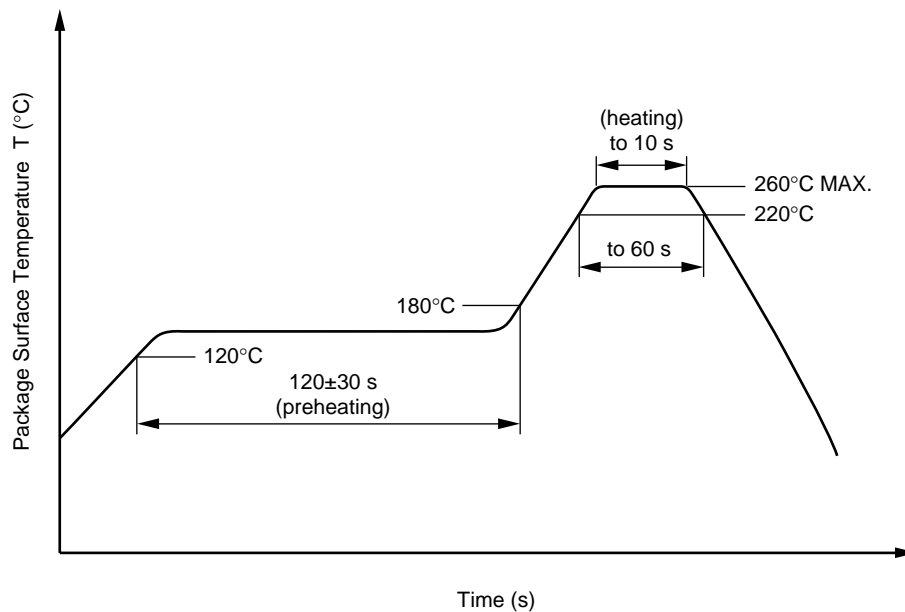 Package Surface Temperature T (°C)
(heating)
to 10 s
260°C MAX.
220°C
to 60 s
180°C
120°C
120±30 s
(preheating)
Time (s)